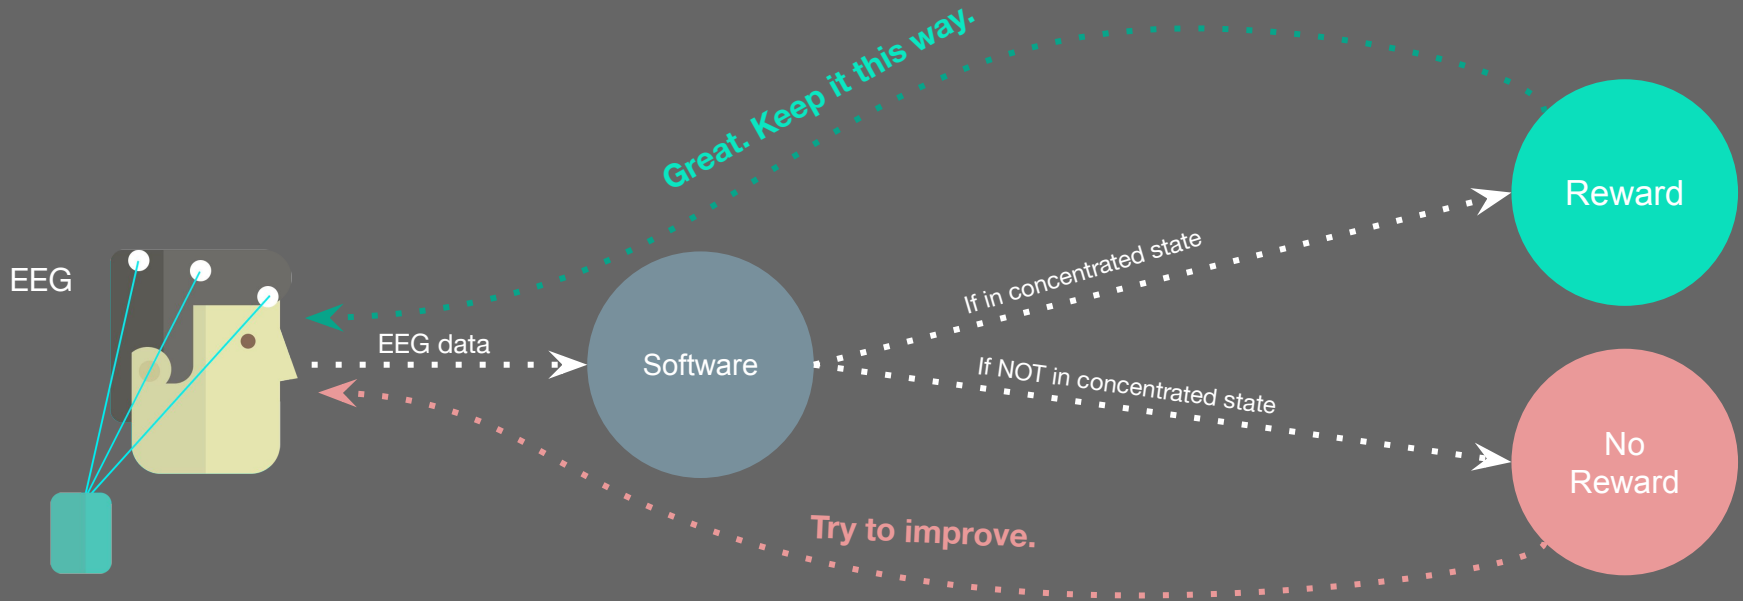 Great. Keep it this way.
Reward
If in concentrated state
EEG
EEG data
Software
If NOT in concentrated state
No
Reward
Try to improve.